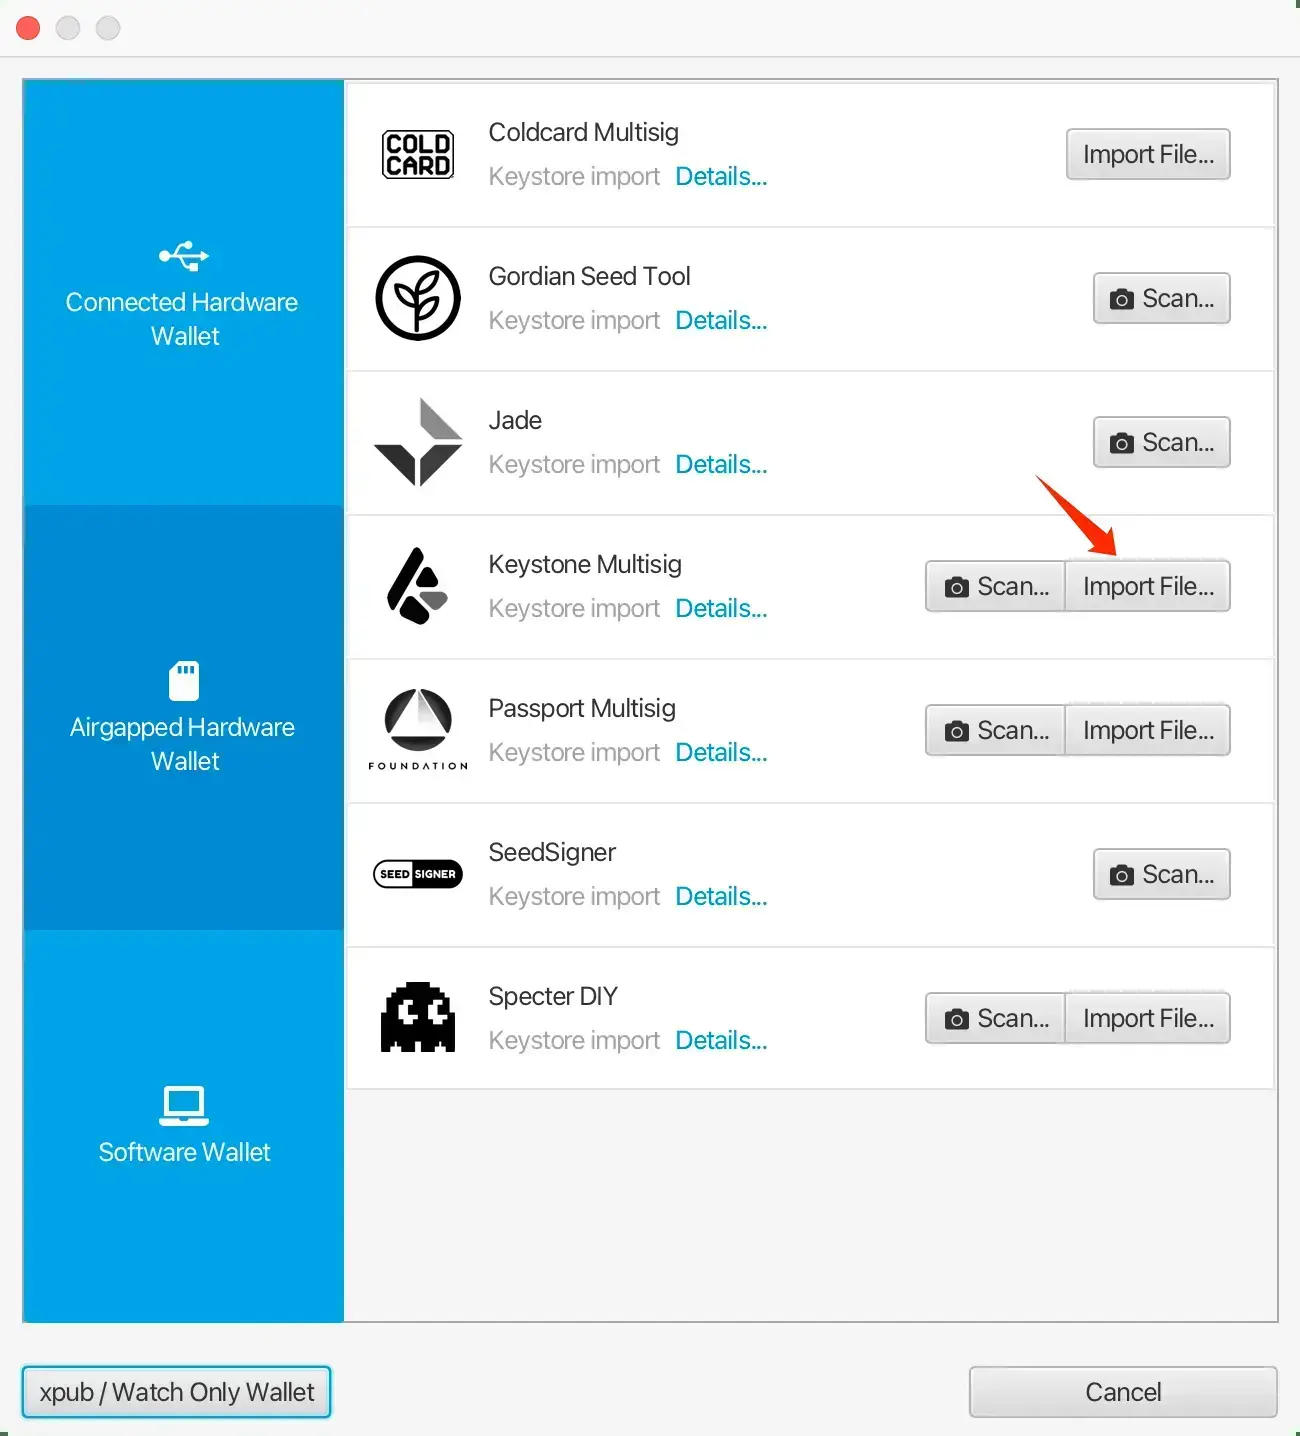 Connected Hardware
Wallet
Airgapped Hardware
Wallet
Software Wallet
COLD
CARD
Coldcard Multisig
Keystore import Details...
Import File...
Gordian Seed Tool
Keystore import Details...
Scan...
Jade
Keystore import Details...
Scan...
Keystone Multisig
Keystore import Details...
Scan... Import File...
FOUNDATION
Passport Multisig
Keystore import Details...
Scan... Import File...
SEED SIGNER
SeedSigner
Keystore import Details...
Scan...
Specter DIY
Keystore import Details...
Scan... Import File...
xpub / Watch Only Wallet
Cancel